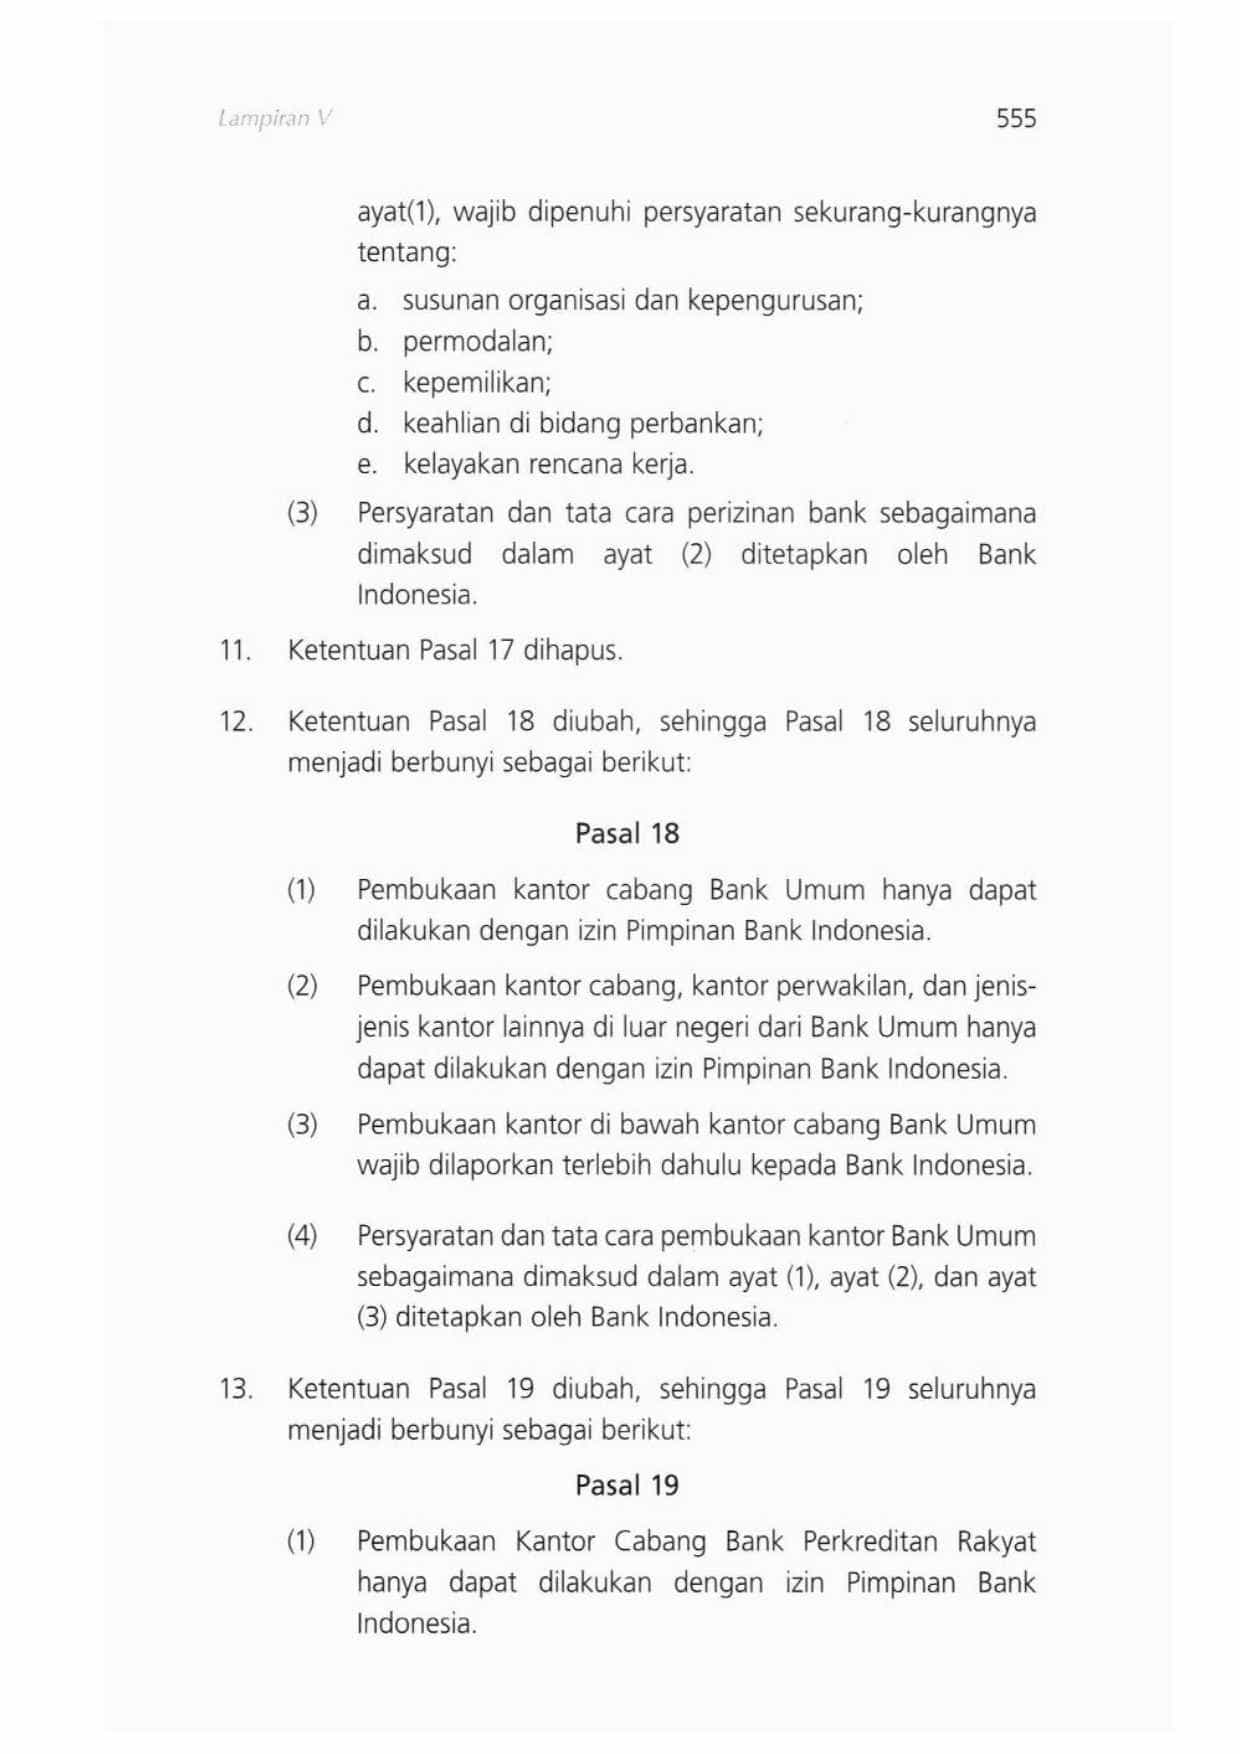 Lampiran V 555
ayat(1), wajib dipenuhi persyaratan sekurang-kurangnya
tentang:
a. susunan organisasi dan kepengurusan;
b. permodalan;
c. kepemilikan;
d. keahlian di bidang perbankan;
e. kelayakan rencana kerja.
(3) Persyaratan dan tata cara perizinan bank sebagaimana
dimaksud dalam ayat (2) ditetapkan oleh Bank
Indonesia.
11. Ketentuan Pasal 17 dihapus.
12. Ketentuan Pasal 18 diubah, sehingga Pasal 18 seluruhnya
menjadi berbunyi sebagai berikut:
Pasal 18
(1) Pembukaan kantor cabang Bank Umum hanya dapat
dilakukan dengan izin Pimpinan Bank Indonesia.
(2) Pembukaan kantor cabang, kantor perwakilan, dan jenis-
jenis kantor lainnya di luar negeri dari Bank Umum hanya
dapat dilakukan dengan izin Pimpinan Bank Indonesia.
(3) Pembukaan kantor di bawah kantor cabang Bank Umum
wajib dilaporkan terlebih dahulu kepada Bank Indonesia.
(4) Persyaratan dan tata cara pembukaan kantor Bank Umum
sebagaimana dimaksud dalam ayat (1), ayat (2), dan ayat
(3) ditetapkan oleh Bank Indonesia.
13. Ketentuan Pasal 19 diubah, sehingga Pasal 19 seluruhnya
menjadi berbunyi sebagai berikut:
Pasal 19
(1) Pembukaan Kantor Cabang Bank Perkreditan Rakyat
hanya dapat dilakukan dengan izin Pimpinan Bank
Indonesia.